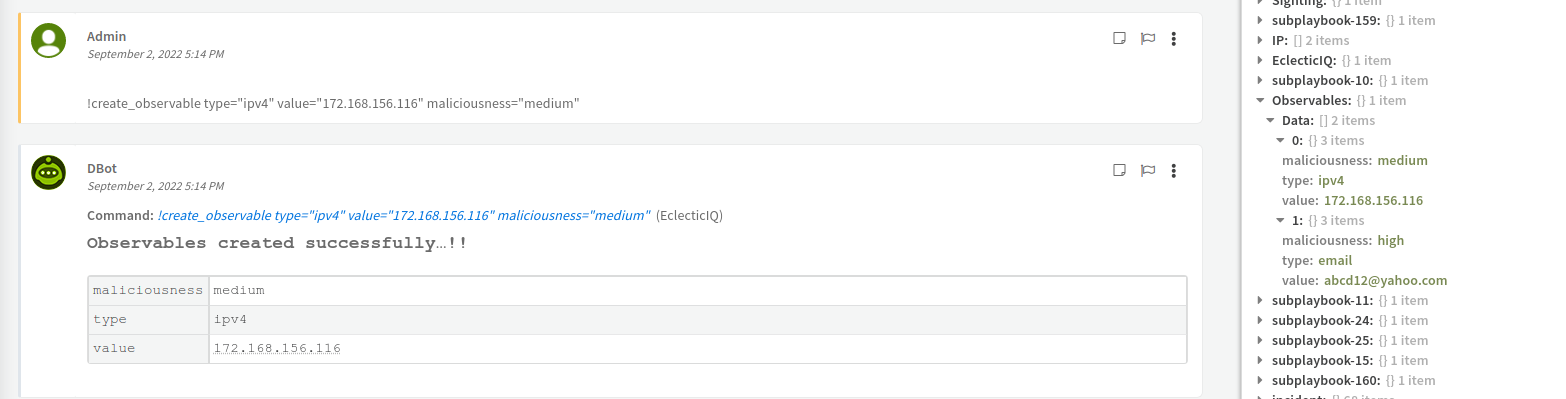 Admin
September 2, 2022 5:14 PM
!create_observable type="ipv4" value="172.168.156.116" maliciousness="medium"
DBot
September 2, 2022 5:14 PM
Command: !create_observable type="ipv4" value="172.168.156.116" maliciousness="medium" (EclecticIQ)
Observables created successfully…!!
maliciousness medium
type ipv4
value 172.168.156.116
Sighting: {} 1 item
subplaybook-159: {} 1 item
IP: [] 2 items
EclecticIQ: {} 1 item
subplaybook-10: {} 1 item
Observables: {} 1 item
Data: [] 2 items
0: {} 3 items
maliciousness: medium
type: ipv4
value: 172.168.156.116
1: {} 3 items
maliciousness: high
type: email
value: abcd12@yahoo.com
subplaybook-11: {} 1 item
subplaybook-24: {} 1 item
subplaybook-25: {} 1 item
subplaybook-15: {} 1 item
subplaybook-160: {} 1 item